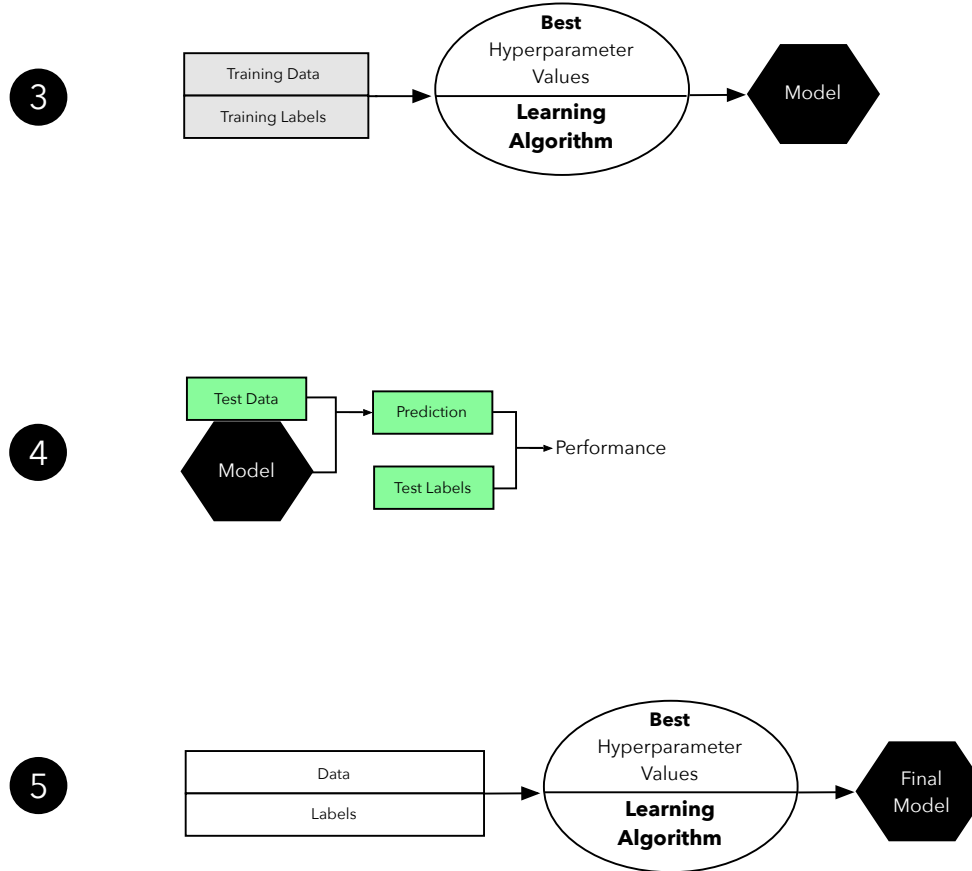 3
Training Data
Training Labels
Best
Hyperparameter
Values
Learning
Algorithm
Model
4
Test Data
Model
Prediction
Test Labels
Performance
5
Data
Labels
Best
Hyperparameter
Values
Learning
Algorithm
Final
Model